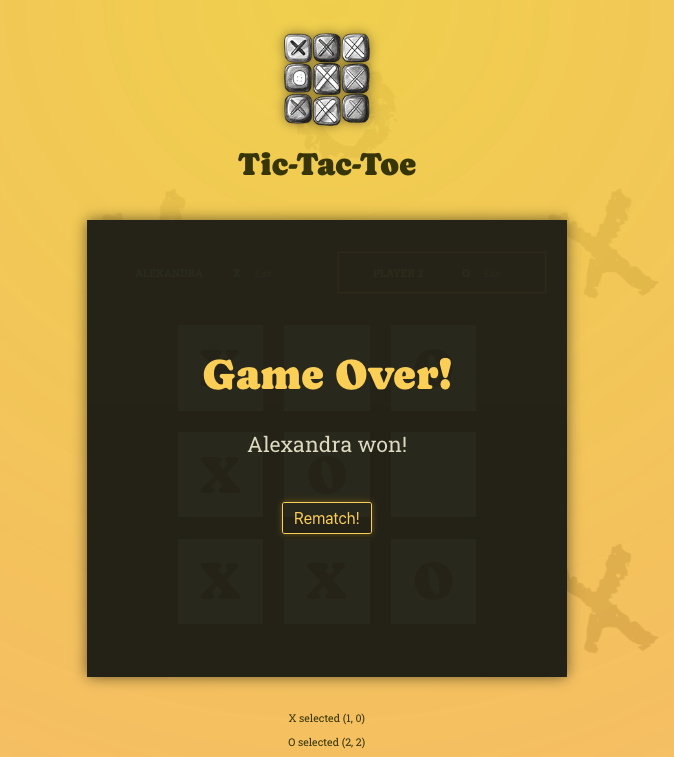 Tic-Tac-Toe
ALEXANDRA X
PLAYER 2 O
Game Over!
X O
Alexandra won!
X O
Rematch!
X X O
X selected (1, 0)
O selected (2, 2)